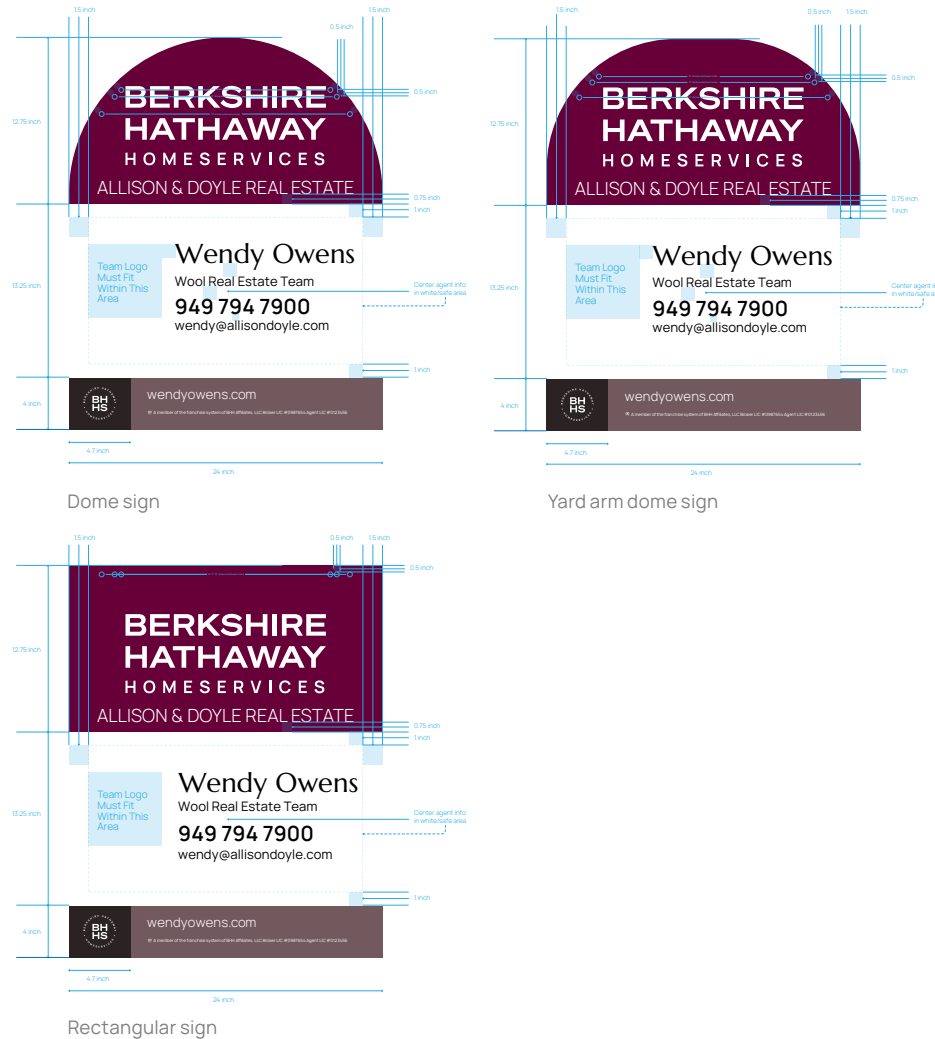 1.5 inch
1.5 inch
0.5 inch
12.75 inch
0.5 inch
BERKSHIRE
HATHAWAY
HOMESERVICES
ALLISON & DOYLE REAL ESTATE
0.75 inch
1 inch
13.25 inch
Team Logo
Must Fit
Within This
Area
Wendy Owens
Wool Real Estate Team
949 794 7900
wendy@allisondoyle.com
Center agent info
in white/safe area
1 inch
4 inch
BH
HS
wendyowens.com
4.7 inch
24 inch
Dome sign
1.5 inch
0.5 inch
1.5 inch
12.75 inch
0.5 inch
BERKSHIRE
HATHAWAY
HOMESERVICES
ALLISON & DOYLE REAL ESTATE
0.75 inch
1 inch
13.25 inch
Team Logo
Must Fit
Within This
Area
Wendy Owens
Wool Real Estate Team
949 794 7900
wendy@allisondoyle.com
Center agent
in white/safe a
1 inch
4 inch
BH
HS
wendyowens.com
4.7 inch
24 inch
Yard arm dome sign
1.5 inch
0.5 inch
1.5 inch
12.75 inch
0.5 inch
BERKSHIRE
HATHAWAY
HOMESERVICES
ALLISON & DOYLE REAL ESTATE
0.75 inch
1 inch
13.25 inch
Team Logo
Must Fit
Within This
Area
Wendy Owens
Wool Real Estate Team
949 794 7900
wendy@allisondoyle.com
Center agent info
in white/safe area
1 inch
4 inch
BH
HS
wendyowens.com
4.7 inch
24 inch
Rectangular sign